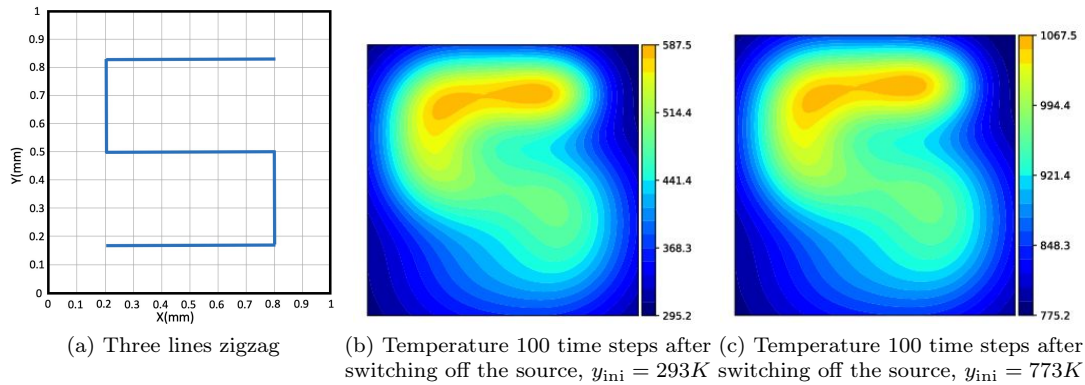 1
0.9
0.8
0.7
0.6
0.5
0.4
0.3
0.2
0.1
0
Y(mm)
0 0.1 0.2 0.3 0.4 0.5 0.6 0.7 0.8 0.9 1
X(mm)
(a) Three lines zigzag
587.5
514.4
441.4
368.3
295.2
(b) Temperature 100 time steps after
switching off the source, yini = 293K
1067.5
994.4
921.4
848.3
775.2
(c) Temperature 100 time steps after
switching off the source, yini = 773K